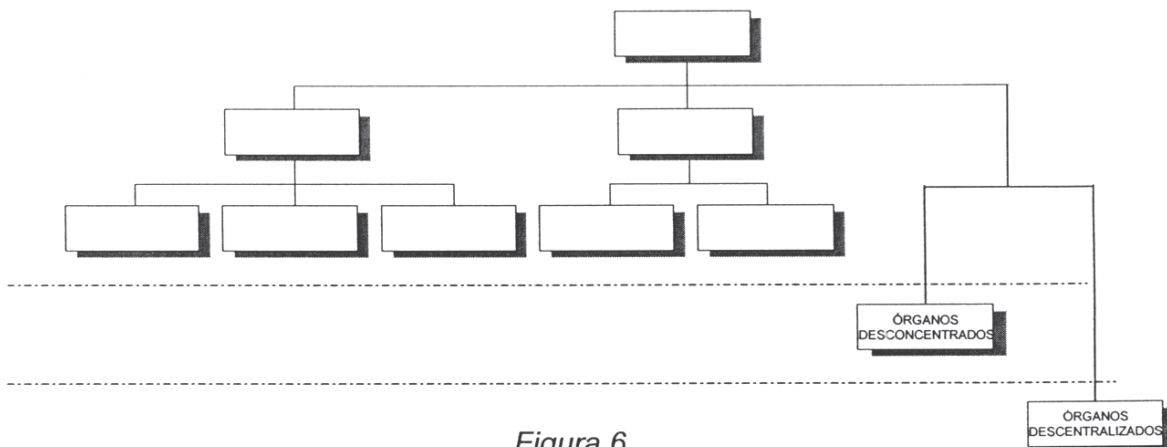 ÓRGANOS
DESCONCENTRADOS
ÓRGANOS
DESCENTRALIZADOS
Figura 6